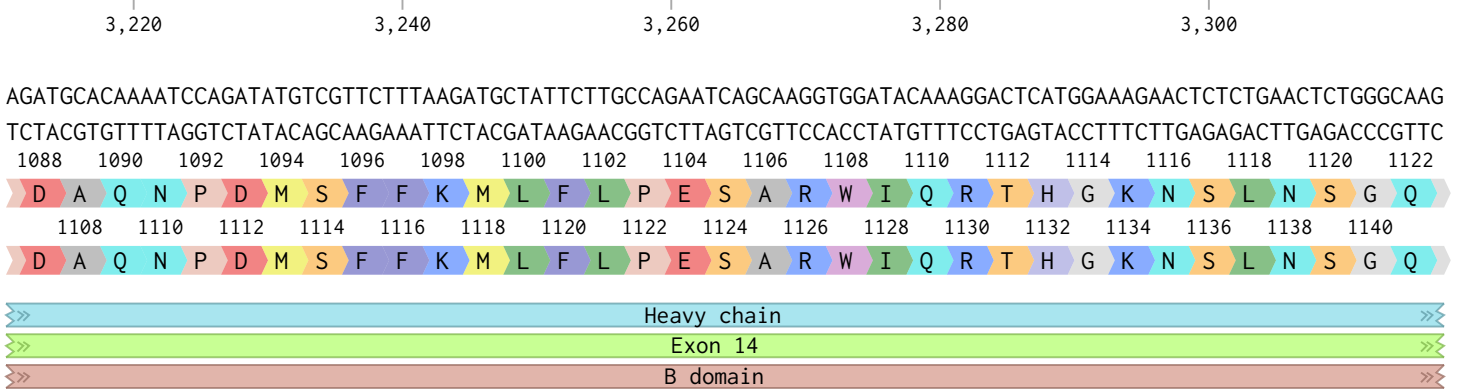 3,220 3,240 3,260 3,280 3,300
AGATGCACAAAATCCAGATATGTCGTTCTTTAAGATGCTATTCTTGCCAGAATCAGCAAGGTGGATACAAAGGACTCATGGAAAGAACTCTCTGAACTCTGGGCAAG
TCTACGTGTTTTAGGTCTATACAGCAAGAAATTCTACGATAAGAACGGTCTTAGTCGTTCCACCTATGTTTCCTGAGTACCTTTCTTGAGAGACTTGAGACCCGTTC
1088 1090 1092 1094 1096 1098 1100 1102 1104 1106 1108 1110 1112 1114 1116 1118 1120 1122
D A Q N P D M S F F K M L F L P E S A R W I Q R T H G K N S L N S G Q
1108 1110 1112 1114 1116 1118 1120 1122 1124 1126 1128 1130 1132 1134 1136 1138 1140
D A Q N P D M S F F K M L F L P E S A R W I Q R T H G K N S L N S G Q
Heavy chain
Exon 14
B domain